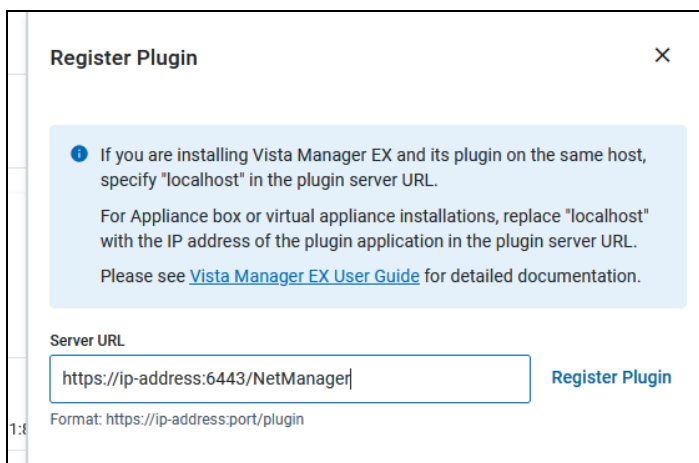 Register Plugin
If you are installing Vista Manager EX and its plugin on the same host,
specify "localhost" in the plugin server URL.
For Appliance box or virtual appliance installations, replace "localhost"
with the IP address of the plugin application in the plugin server URL.
Please see Vista Manager EX User Guide for detailed documentation.
Server URL
https://ip-address:6443/NetManager
Register Plugin
Format: https://ip-address:port/plugin